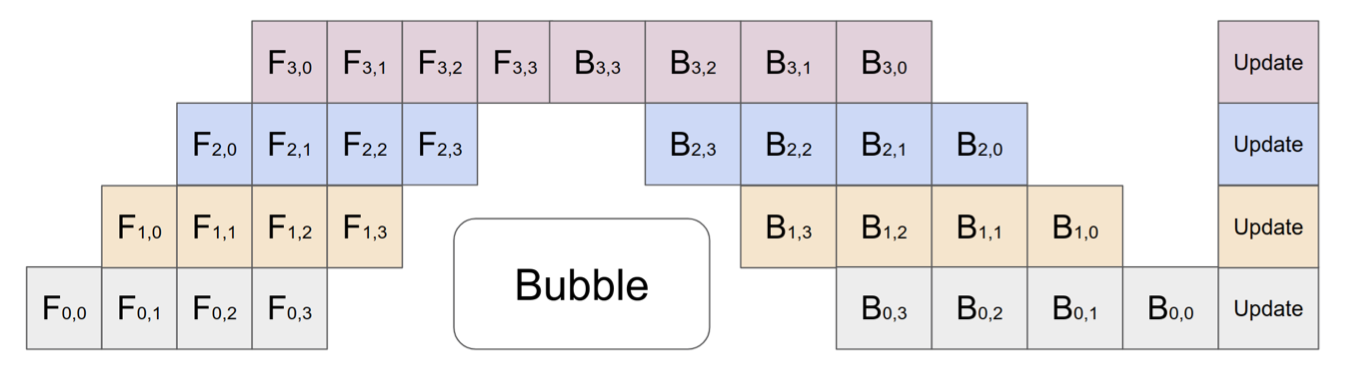 F3,0 F3,1 F3,2 F3,3 B3,3 B3,2 B3,1 B3,0 Update
F2,0 F2,1 F2,2 F2,3 B2,3 B2,2 B2,1 B2,0 Update
F1,0 F1,1 F1,2 F1,3 B1,3 B1,2 B1,1 B1,0 Update
Bubble
F0,0 F0,1 F0,2 F0,3 B0,3 B0,2 B0,1 B0,0 Update